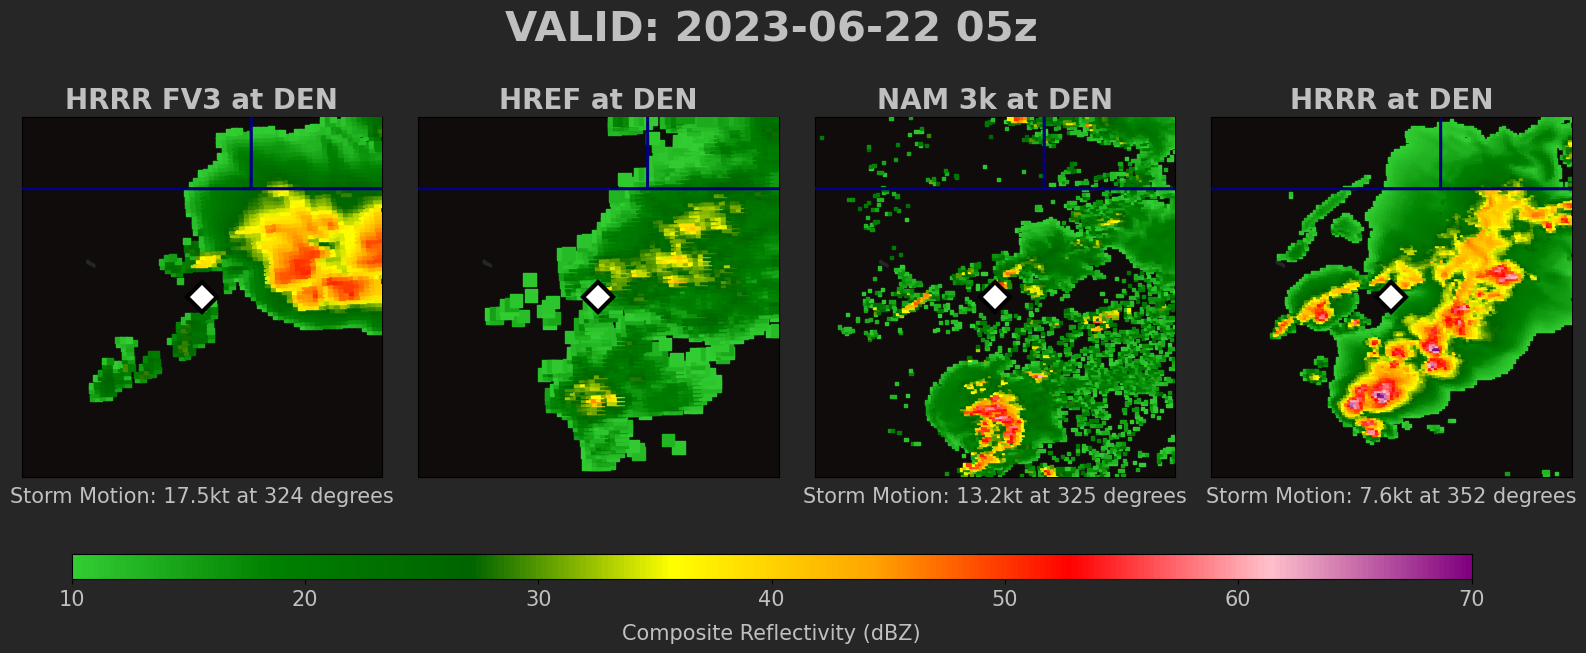 VALID: 2023-06-22 05z
HRRR FV3 at DEN
HREF at DEN
NAM 3k at DEN
HRRR at DEN
Storm Motion: 17.5kt at 324 degrees
Storm Motion: 13.2kt at 325 degrees
Storm Motion: 7.6kt at 352 degrees
10 20 30 40 50 60 70
Composite Reflectivity (dBZ)